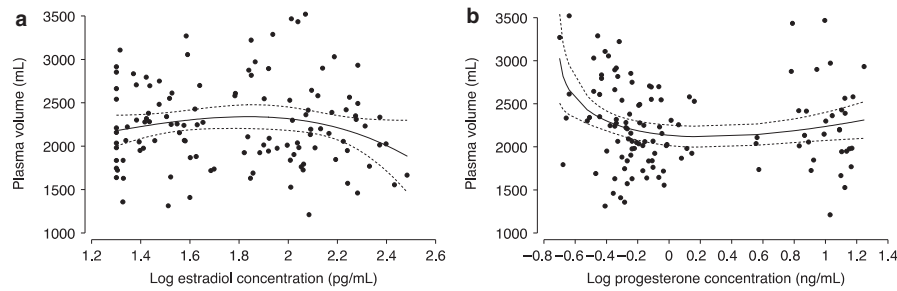 a
3500
3000
2500
2000
1500
1000
Plasma volume (mL)
1.2 1.4 1.6 1.8 2 2.2 2.4 2.6
Log estradiol concentration (pg/mL)
b
3500
3000
2500
2000
1500
1000
Plasma volume (mL)
−0.8 −0.6 −0.4 −0.2 0 0.2 0.4 0.6 0.8 1 1.2 1.4
Log progesterone concentration (ng/mL)